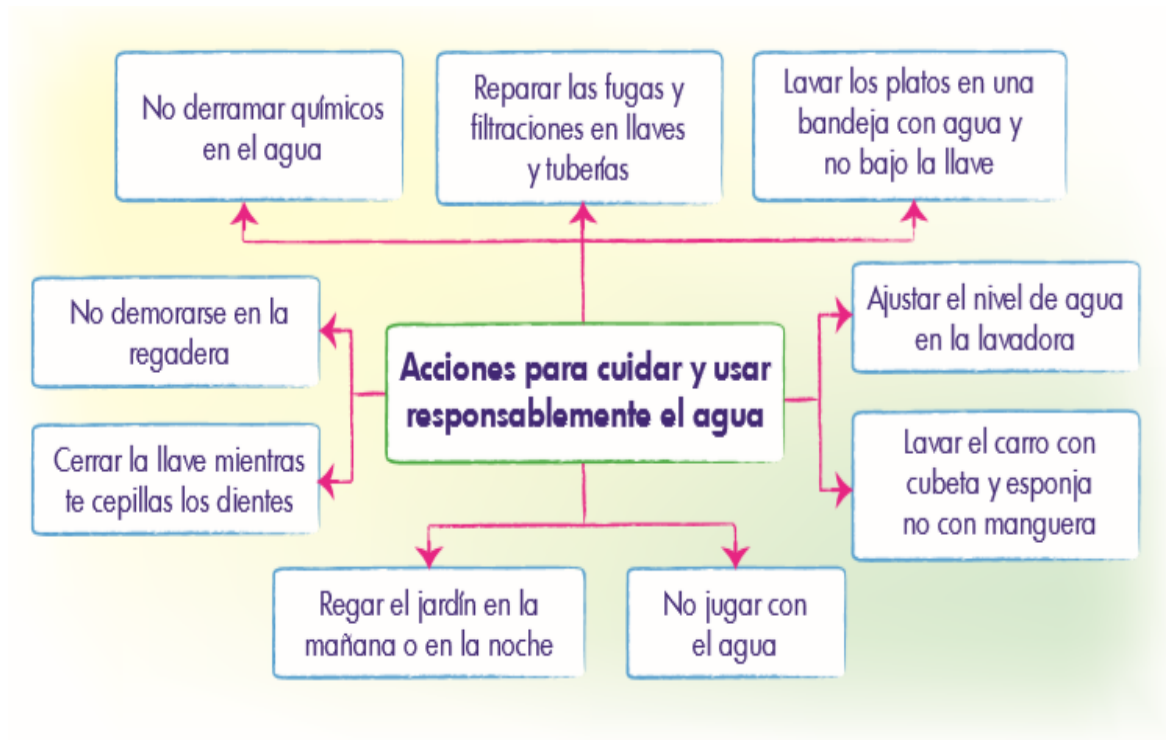 No derramar químicos
en el agua
Reparar las fugas y
filtraciones en llaves
y tuberías
Lavar los platos en una
bandeja con agua y
no bajo la llave
No demorarse en la
regadera
Cerrar la llave mientras
te cepillas los dientes
Acciones para cuidar y usar
responsablemente el agua
Ajustar el nivel de agua
en la lavadora
Lavar el carro con
cubeta y esponja
no con manguera
Regar el jardín en la
mañana o en la noche
No jugar con
el agua